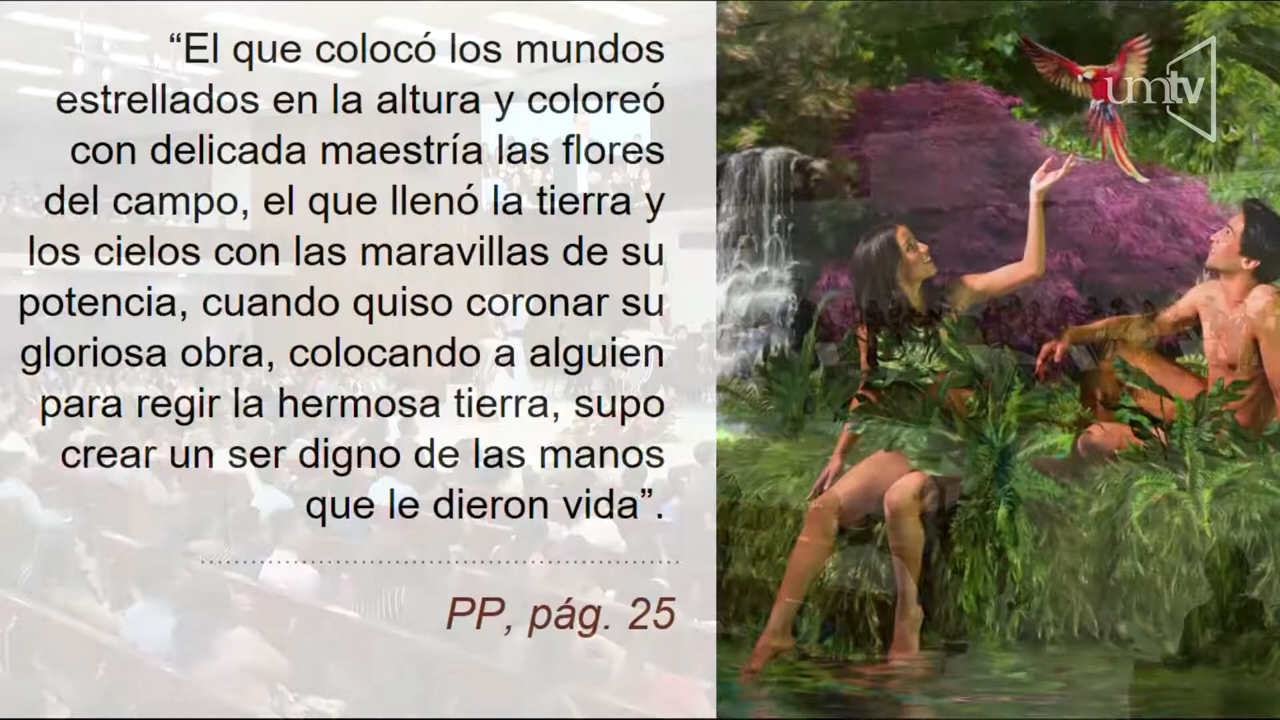 “El que colocó los mundos
estrellados en la altura y coloreó
con delicada maestría las flores
del campo, el que llenó la tierra y
los cielos con las maravillas de su
potencia, cuando quiso coronar su
gloriosa obra, colocando a alguien
para regir la hermosa tierra, supo
crear un ser digno de las manos
que le dieron vida”.
PP, pág. 25
umtv